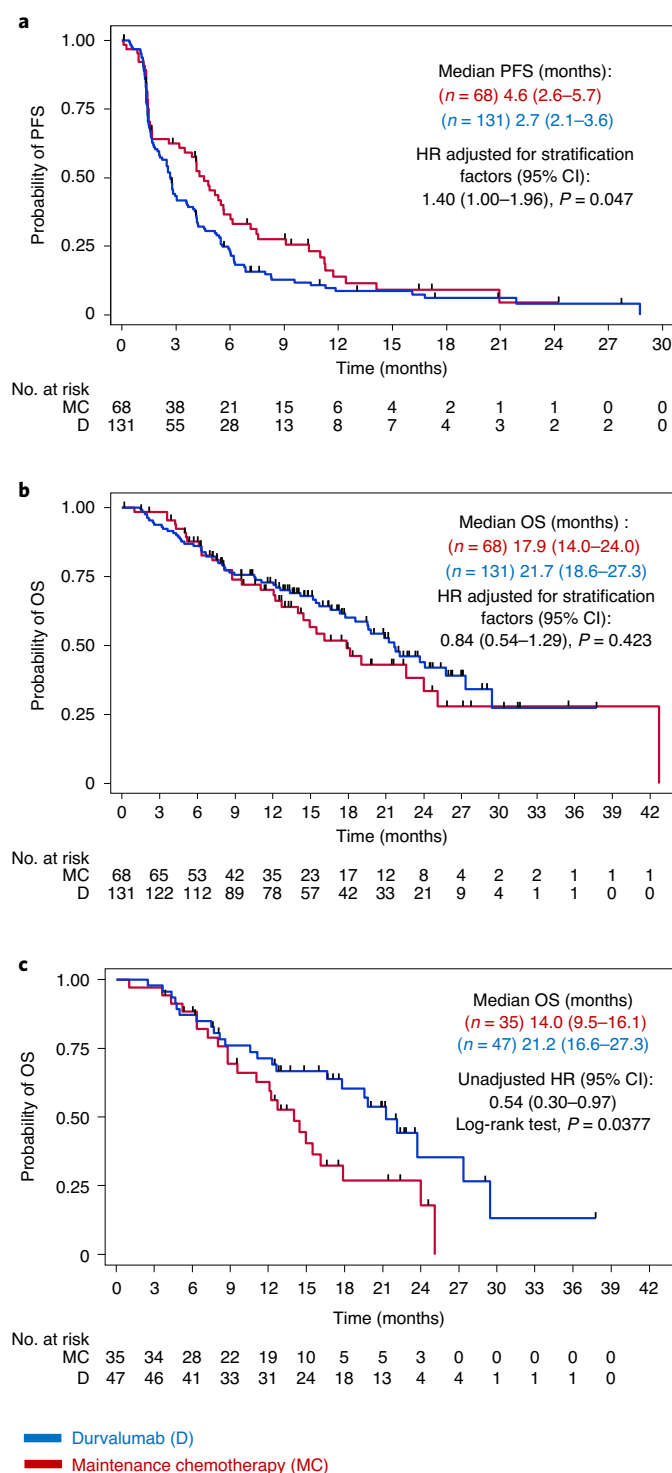 a
1.00
0.75
0.50
0.25
0
Probability of PFS
Median PFS (months):
(n = 68) 4.6 (2.6–5.7)
(n = 131) 2.7 (2.1–3.6)
HR adjusted for stratification
factors (95% CI):
1.40 (1.00–1.96), P = 0.047
0 3 6 9 12 15 18 21 24 27 30
Time (months)
No. at risk
MC 68 38 21 15 6 4 2 1 1 0 0
D 131 55 28 13 8 7 4 3 2 2 0
b
1.00
0.75
0.50
0.25
0
Probability of OS
Median OS (months) :
(n = 68) 17.9 (14.0–24.0)
(n = 131) 21.7 (18.6–27.3)
HR adjusted for stratification
factors (95% CI):
0.84 (0.54–1.29), P = 0.423
0 3 6 9 12 15 18 21 24 27 30 33 36 39 42
Time (months)
No. at risk
MC 68 65 53 42 35 23 17 12 8 4 2 2 1 1 1
D 131 122 112 89 78 57 42 33 21 9 4 1 1 0 0
c
1.00
0.75
0.50
0.25
0
Probability of OS
Median OS (months)
(n = 35) 14.0 (9.5–16.1)
(n = 47) 21.2 (16.6–27.3)
Unadjusted HR (95% CI):
0.54 (0.30–0.97)
Log-rank test, P = 0.0377
0 3 6 9 12 15 18 21 24 27 30 33 36 39 42
Time (months)
No. at risk
MC 35 34 28 22 19 10 5 5 3 0 0 0 0 0
D 47 46 41 33 31 24 18 13 4 4 1 1 1 0
Durvalumab (D)
Maintenance chemotherapy (MC)